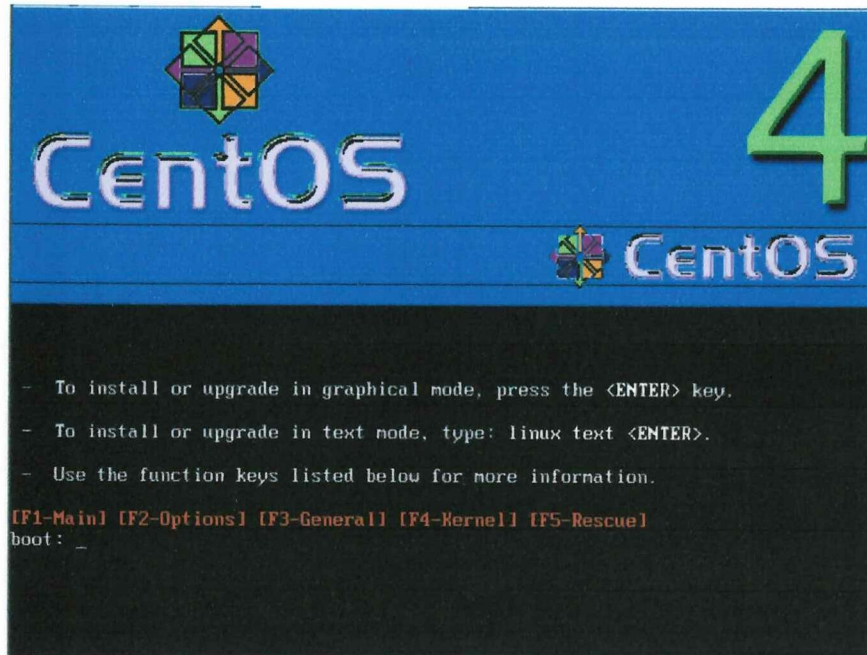 CentOS
4
CentOS
- To install or upgrade in graphical mode, press the <ENTER> key.
- To install or upgrade in text mode, type: linux text <ENTER>.
- Use the function keys listed below for more information.
[F1-Main] [F2-Options] [F3-General] [F4-Kernel] [F5-Rescue]
boot: _